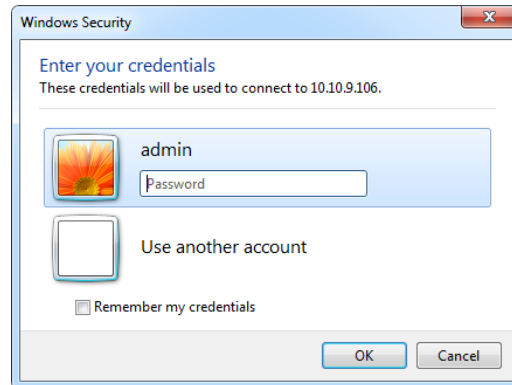 Windows Security
Enter your credentials
These credentials will be used to connect to 10.10.9.106.
admin
Password
Use another account
Remember my credentials
OK Cancel